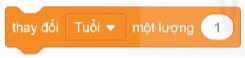 thay đổi Tuổi một lượng 1